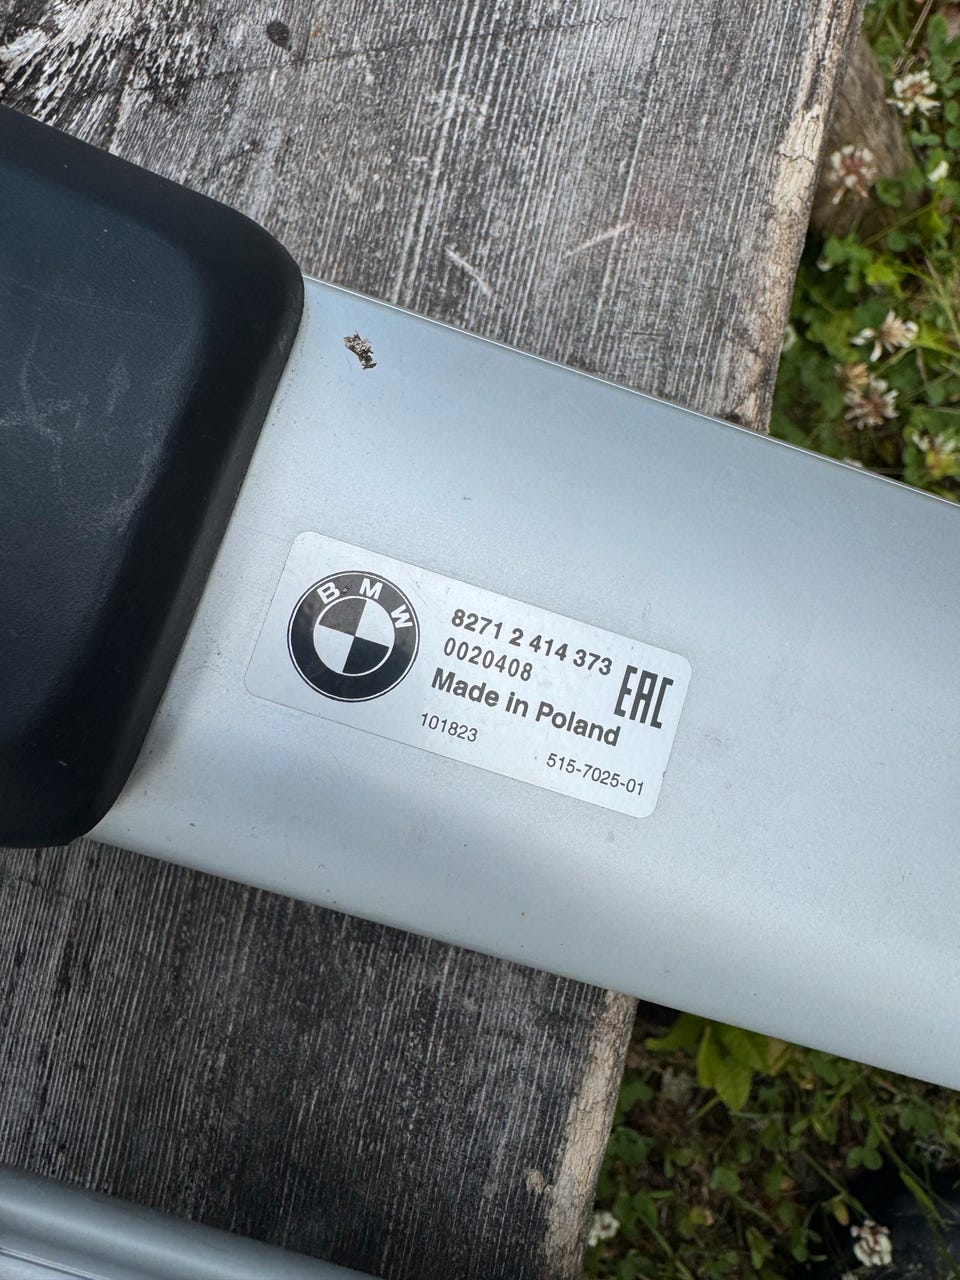 BMW
8271 2 414 373
0020408
EAC
Made in Poland
101823
515-7025-01